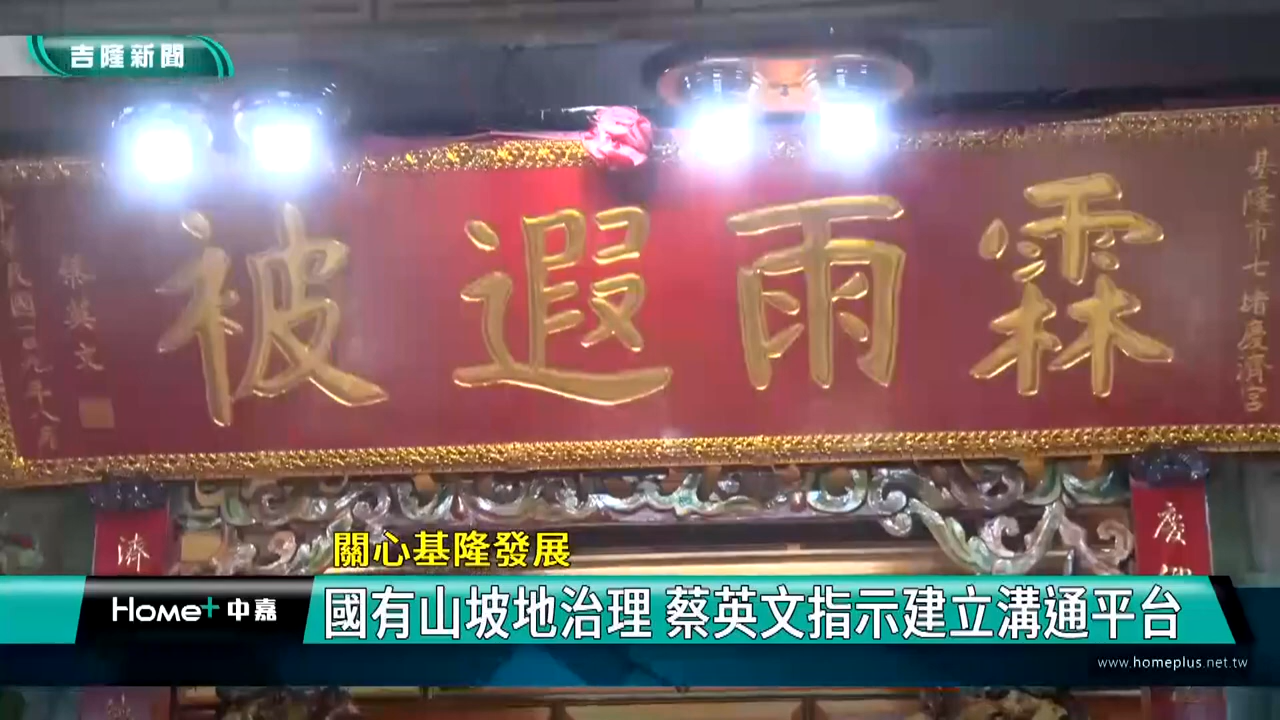 吉隆新聞
基隆市七堵慶濟宮
霖雨遐被
蔡英文
民國一〇九年八月
慶
濟
關心基隆發展
Home+中嘉
國有山坡地治理 蔡英文指示建立溝通平台
www.homeplus.net.tw